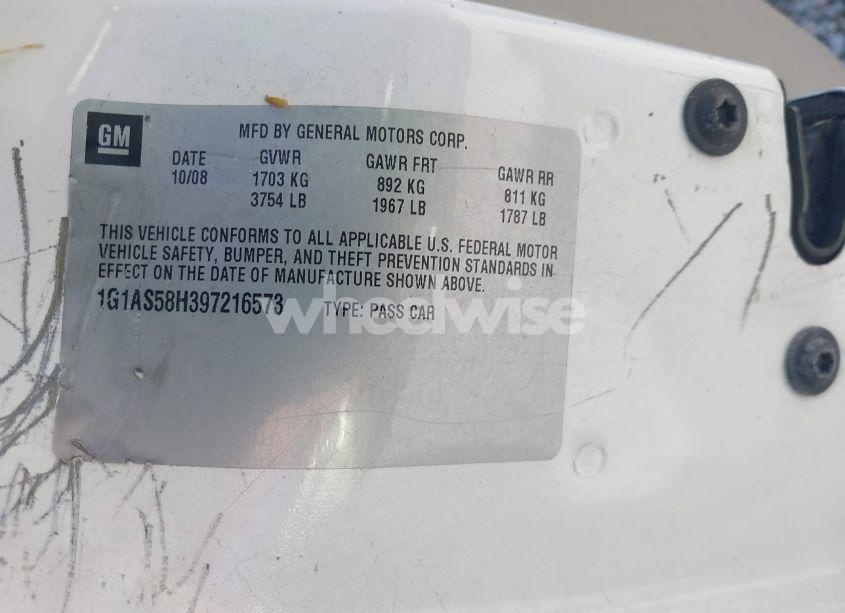 GM ®
MFD BY GENERAL MOTORS CORP.
DATE GVWR GAWR FRT GAWR RR
10/08 1703 KG 892 KG 811 KG
3754 LB 1967 LB 1787 LB
THIS VEHICLE CONFORMS TO ALL APPLICABLE U.S. FEDERAL MOTOR
VEHICLE SAFETY, BUMPER, AND THEFT PREVENTION STANDARDS IN
EFFECT ON THE DATE OF MANUFACTURE SHOWN ABOVE.
1G1AS58H397216573 TYPE: PASS CAR
wheelwise